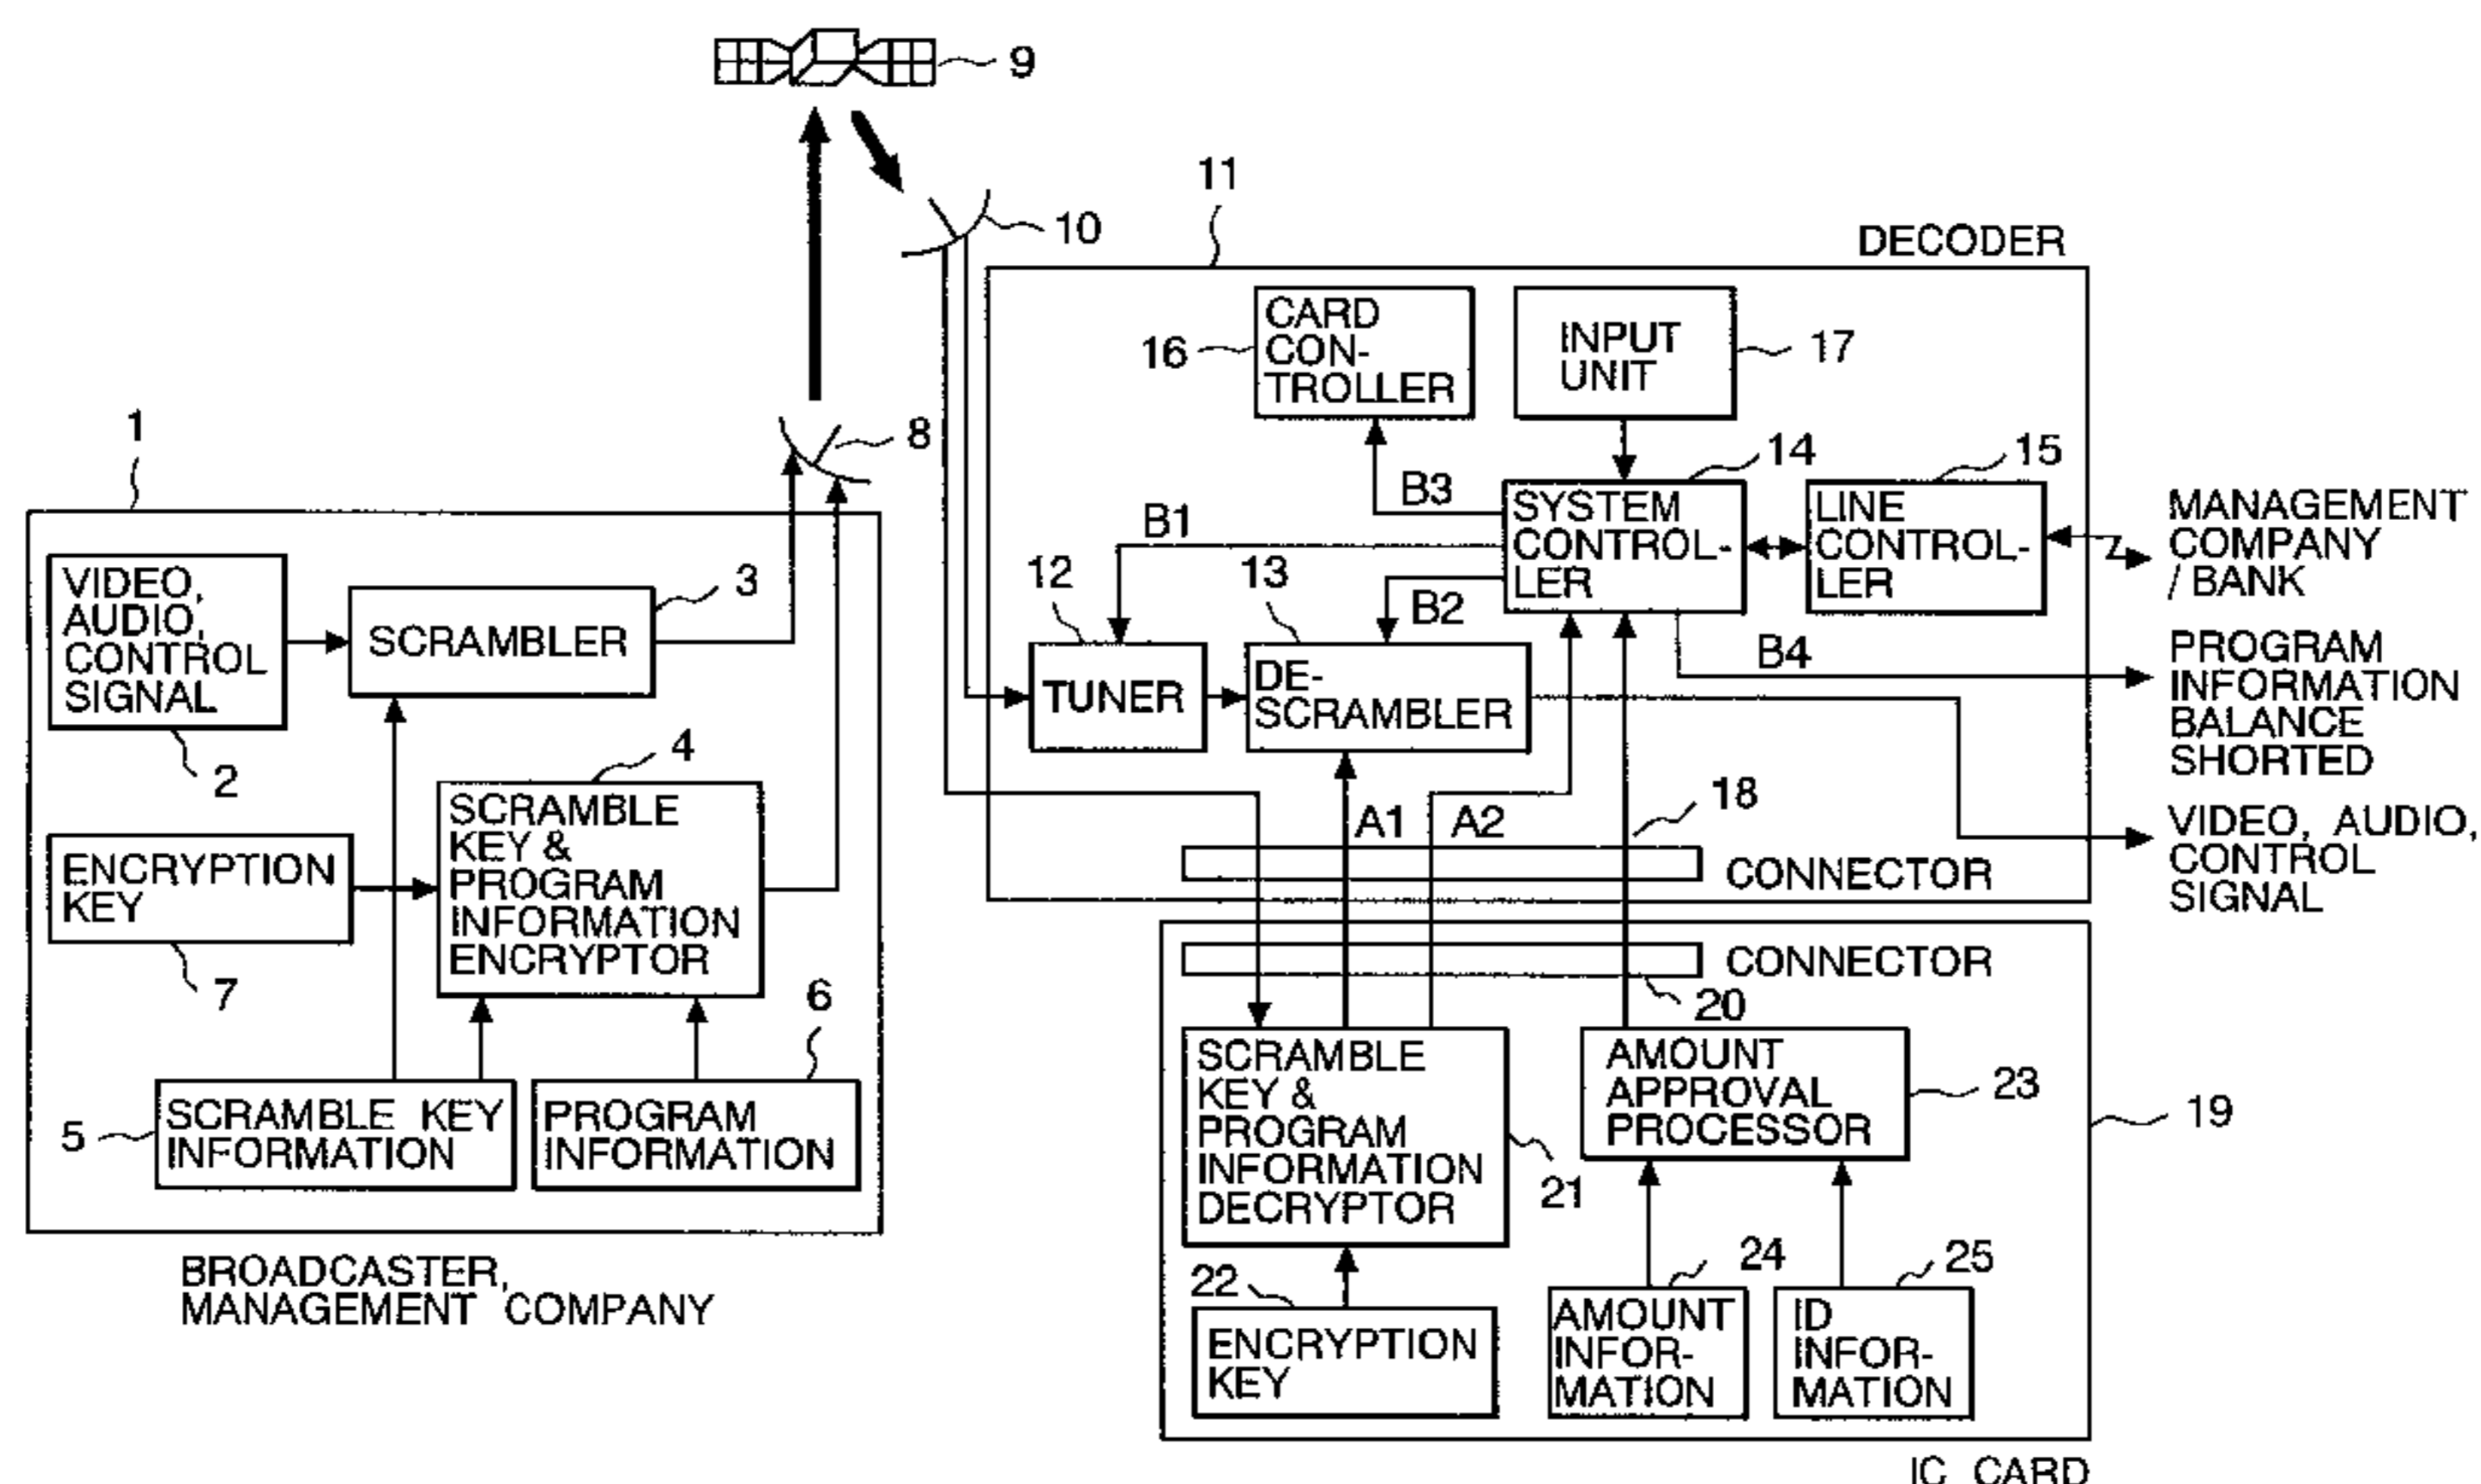 9
10
11
DECODER
CARD
CON-
TROLLER
16
INPUT
UNIT
17
1
8
14
15
B3
SYSTEM
CONTROL-
LER
LINE
CONTROL-
LER
MANAGEMENT
COMPANY
/ BANK
B1
B2
12
13
TUNER
DE-
SCRAMBLER
B4
PROGRAM
INFORMATION
BALANCE
SHORTED
VIDEO,
AUDIO,
CONTROL
SIGNAL
2
3
SCRAMBLER
4
SCRAMBLE
KEY &
PROGRAM
INFORMATION
ENCRYPTOR
ENCRYPTION
KEY
7
6
5
SCRAMBLE KEY
INFORMATION
PROGRAM
INFORMATION
BROADCASTER,
MANAGEMENT COMPANY
A1
A2
18
CONNECTOR
VIDEO, AUDIO,
CONTROL
SIGNAL
CONNECTOR
20
SCRAMBLE
KEY &
PROGRAM
INFORMATION
DECRYPTOR
21
AMOUNT
APPROVAL
PROCESSOR
23
19
22
ENCRYPTION
KEY
24
AMOUNT
INFOR-
MATION
25
ID
INFOR-
MATION
IC CARD